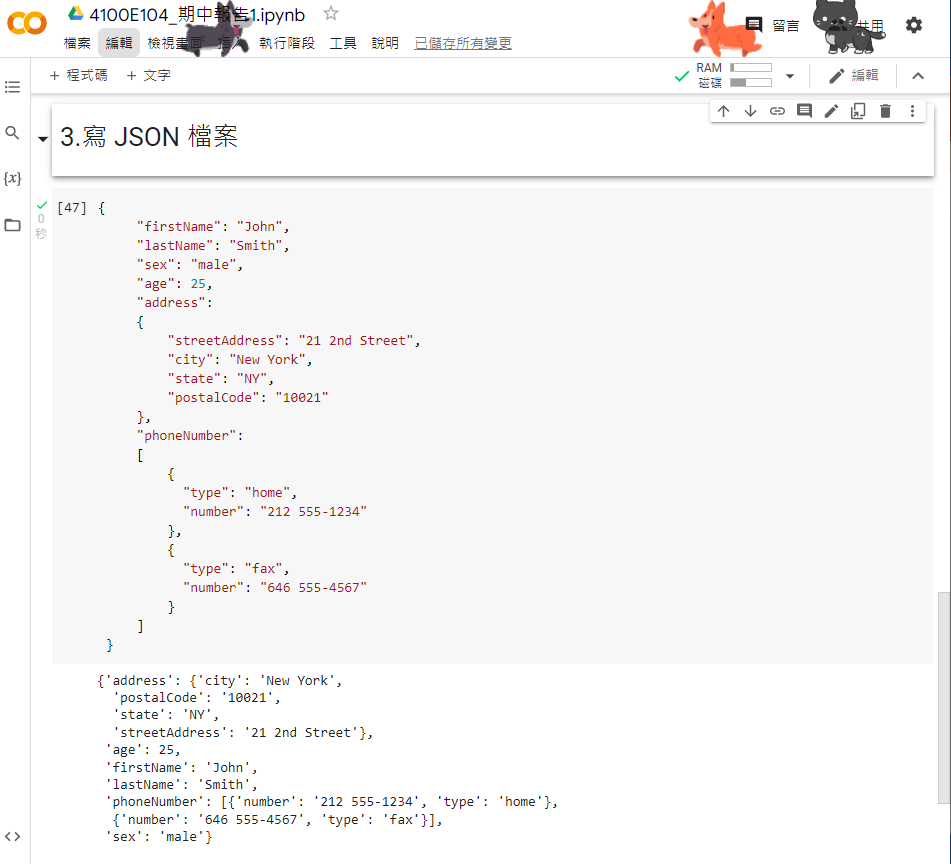 4100E104_期中報告1.ipynb
檔案 編輯 檢視畫面 插入 執行階段 工具 說明 已儲存所有變更
留言 共用
+ 程式碼 + 文字
RAM
磁碟
編輯
3.寫 JSON 檔案
{x}
0
秒
[47] {
"firstName": "John",
"lastName": "Smith",
"sex": "male",
"age": 25,
"address":
{
"streetAddress": "21 2nd Street",
"city": "New York",
"state": "NY",
"postalCode": "10021"
},
"phoneNumber":
[
{
"type": "home",
"number": "212 555-1234"
},
{
"type": "fax",
"number": "646 555-4567"
}
]
}
{'address': {'city': 'New York',
'postalCode': '10021',
'state': 'NY',
'streetAddress': '21 2nd Street'},
'age': 25,
'firstName': 'John',
'lastName': 'Smith',
'phoneNumber': [{'number': '212 555-1234', 'type': 'home'},
{'number': '646 555-4567', 'type': 'fax'}],
'sex': 'male'}